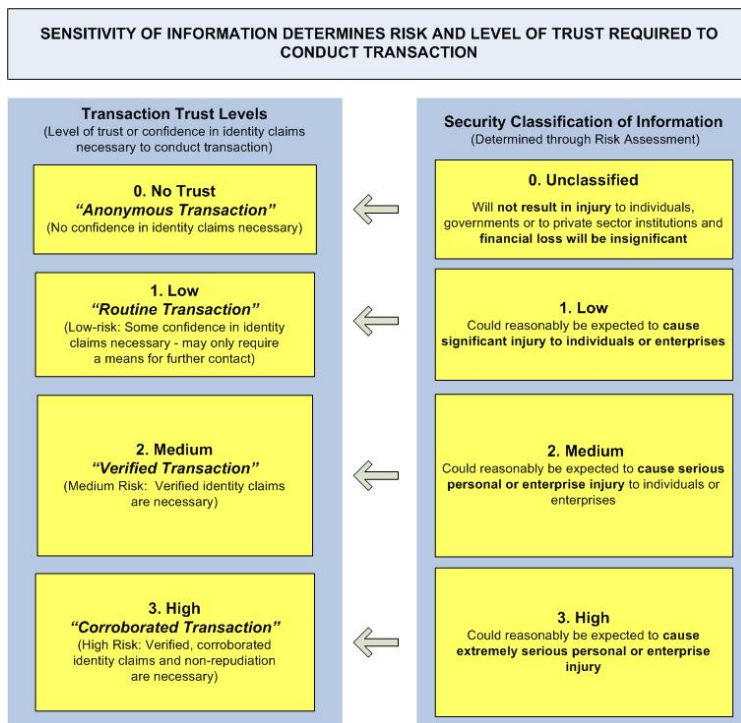 SENSITIVITY OF INFORMATION DETERMINES RISK AND LEVEL OF TRUST REQUIRED TO
CONDUCT TRANSACTION
Transaction Trust Levels
(Level of trust or confidence in identity claims
necessary to conduct transaction)
0. No Trust
“Anonymous Transaction”
(No confidence in identity claims necessary)
1. Low
“Routine Transaction”
(Low-risk: Some confidence in identity
claims necessary - may only require
a means for further contact)
2. Medium
“Verified Transaction”
(Medium Risk:  Verified identity claims
are necessary)
3. High
“Corroborated Transaction”
(High Risk: Verified, corroborated
identity claims and non-repudiation
are necessary)
Security Classification of Information
(Determined through Risk Assessment)
0. Unclassified
Will not result in injury to individuals,
governments or to private sector institutions and
financial loss will be insignificant
1. Low
Could reasonably be expected to cause
significant injury to individuals or enterprises
2. Medium
Could reasonably be expected to cause serious
personal or enterprise injury to individuals or
enterprises
3. High
Could reasonably be expected to cause
extremely serious personal or enterprise
injury